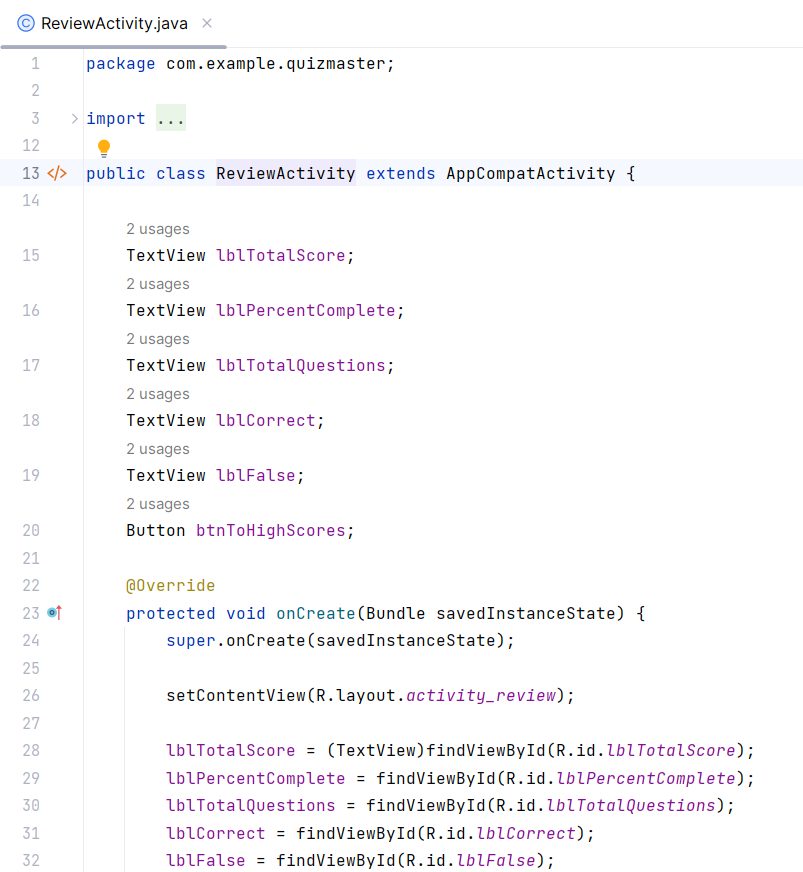 ReviewActivity.java
1 package com.example.quizmaster;
2
3 import ...
12
13 public class ReviewActivity extends AppCompatActivity {
14
2 usages
15 TextView lblTotalScore;
2 usages
16 TextView lblPercentComplete;
2 usages
17 TextView lblTotalQuestions;
2 usages
18 TextView lblCorrect;
2 usages
19 TextView lblFalse;
2 usages
20 Button btnToHighScores;
21
22 @Override
23 protected void onCreate(Bundle savedInstanceState) {
24 super.onCreate(savedInstanceState);
25
26 setContentView(R.layout.activity_review);
27
28 lblTotalScore = (TextView)findViewById(R.id.lblTotalScore);
29 lblPercentComplete = findViewById(R.id.lblPercentComplete);
30 lblTotalQuestions = findViewById(R.id.lblTotalQuestions);
31 lblCorrect = findViewById(R.id.lblCorrect);
32 lblFalse = findViewById(R.id.lblFalse);